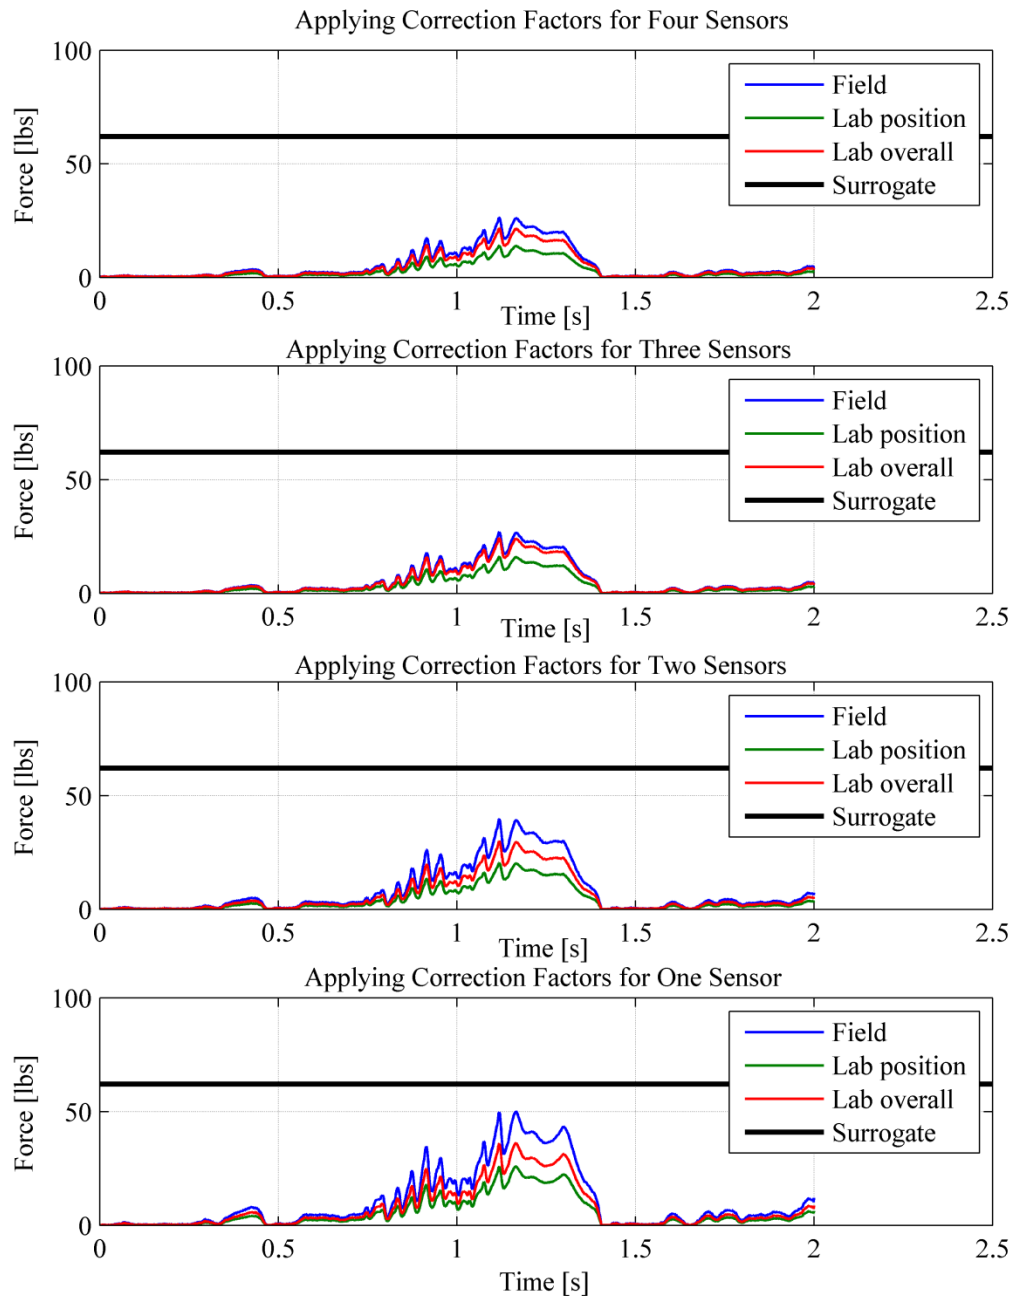 Applying Correction Factors for Four Sensors
100
50
0
Force [lbs]
Field
Lab position
Lab overall
Surrogate
0 0.5 1 1.5 2 2.5
Time [s]
Applying Correction Factors for Three Sensors
100
50
0
Force [lbs]
Field
Lab position
Lab overall
Surrogate
0 0.5 1 1.5 2 2.5
Time [s]
Applying Correction Factors for Two Sensors
100
50
0
Force [lbs]
Field
Lab position
Lab overall
Surrogate
0 0.5 1 1.5 2 2.5
Time [s]
Applying Correction Factors for One Sensor
100
50
0
Force [lbs]
Field
Lab position
Lab overall
Surrogate
0 0.5 1 1.5 2 2.5
Time [s]